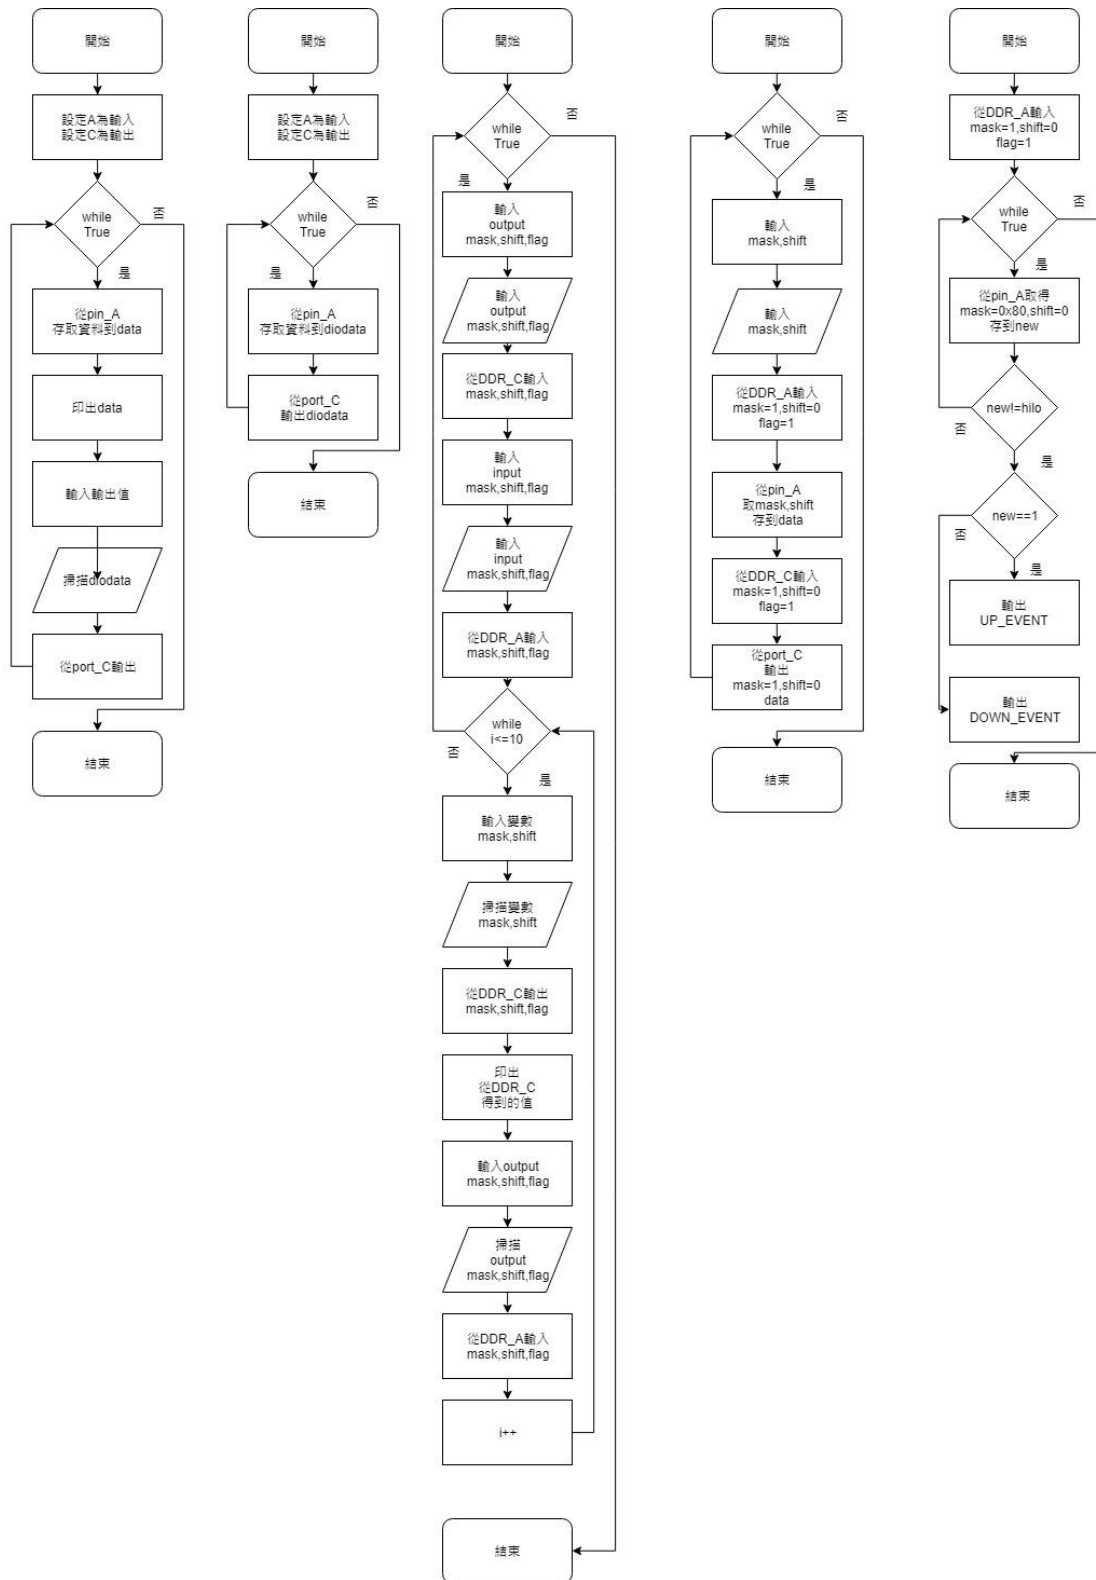 開始
設定A為輸入
設定C為輸出
while
True
否
是
從pin_A
存取資料到data
印出data
輸入輸出值
掃描diodata
從port_C輸出
結束
開始
設定A為輸入
設定C為輸出
while
True
否
是
從pin_A
存取資料到diodata
從port_C
輸出diodata
結束
開始
while
True
否
是
輸入
output
mask,shift,flag
輸入
output
mask,shift,flag
從DDR_C輸入
mask,shift,flag
輸入
input
mask,shift,flag
輸入
input
mask,shift,flag
從DDR_A輸入
mask,shift,flag
while
i<=10
否
是
輸入變數
mask,shift
掃描變數
mask,shift
從DDR_C輸出
mask,shift,flag
印出
從DDR_C
得到的值
輸入output
mask,shift,flag
掃描
output
mask,shift,flag
從DDR_A輸入
mask,shift,flag
i++
結束
開始
while
True
否
是
輸入
mask,shift
輸入
mask,shift
從DDR_A輸入
mask=1,shift=0
flag=1
從pin_A
取mask,shift
存到data
從DDR_C輸入
mask=1,shift=0
flag=1
從port_C
輸出
mask=1,shift=0
data
結束
開始
從DDR_A輸入
mask=1,shift=0
flag=1
while
True
否
是
從pin_A取得
mask=0x80,shift=0
存到new
new!=hilo
否
是
new==1
否
是
輸出
UP_EVENT
輸出
DOWN_EVENT
結束